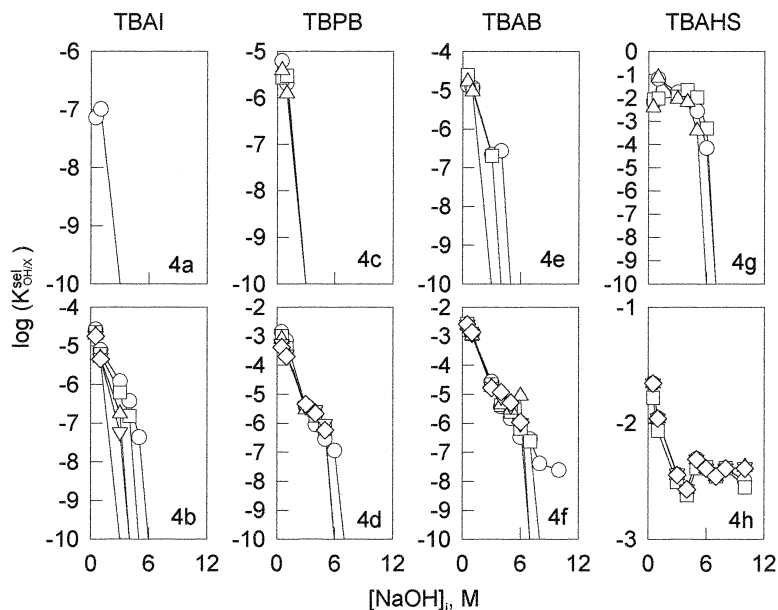 TBAI TBPB TBAB TBAHS
-6 -5 -4 0
-7 -6 -5 -1
-8 -7 -6 -2
-9 -8 -7 -3
-10 -9 -8 -4
-10 -9 -5
-10 -6
-7
-8
-9
-10
4a 4c 4e 4g
log (K^sel_OH/X)
-4 -2 -2 -1
-5 -3 -3 -2
-6 -4 -4 -3
-7 -5 -5
-8 -6 -6
-9 -7 -7
-10 -8 -8
-9 -9
-10 -10
4b 4d 4f 4h
0 6 12 0 6 12 0 6 12 0 6 12
[NaOH]i, M